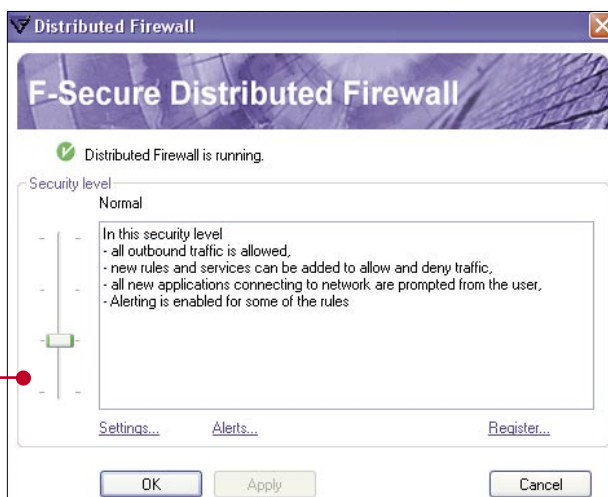 Distributed Firewall
F-Secure Distributed Firewall
Distributed Firewall is running.
Security level
Normal
In this security level
- all outbound traffic is allowed,
- new rules and services can be added to allow and deny traffic,
- all new applications connecting to network are prompted from the user,
- Alerting is enabled for some of the rules
Settings... Alerts... Register...
OK Apply Cancel